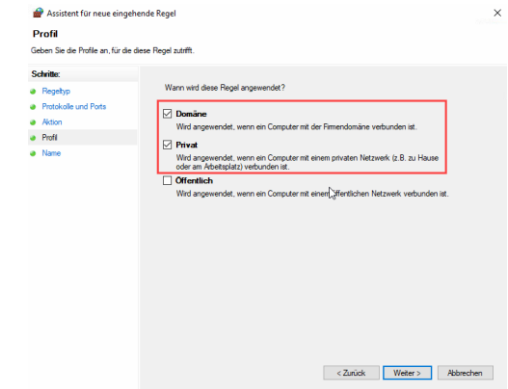 Assistent für neue eingehende Regel
Profil
Geben Sie die Profile an, für die diese Regel zutrifft.
Schritte:
Regeltyp
Protokolle und Ports
Aktion
Profil
Name
Wann wird diese Regel angewendet?
Domäne
Wird angewendet, wenn ein Computer mit der Firmendomäne verbunden ist.
Privat
Wird angewendet, wenn ein Computer mit einem privaten Netzwerk (z.B. zu Hause
oder am Arbeitsplatz) verbunden ist.
Öffentlich
Wird angewendet, wenn ein Computer mit einem öffentlichen Netzwerk verbunden ist.
< Zurück
Weiter >
Abbrechen